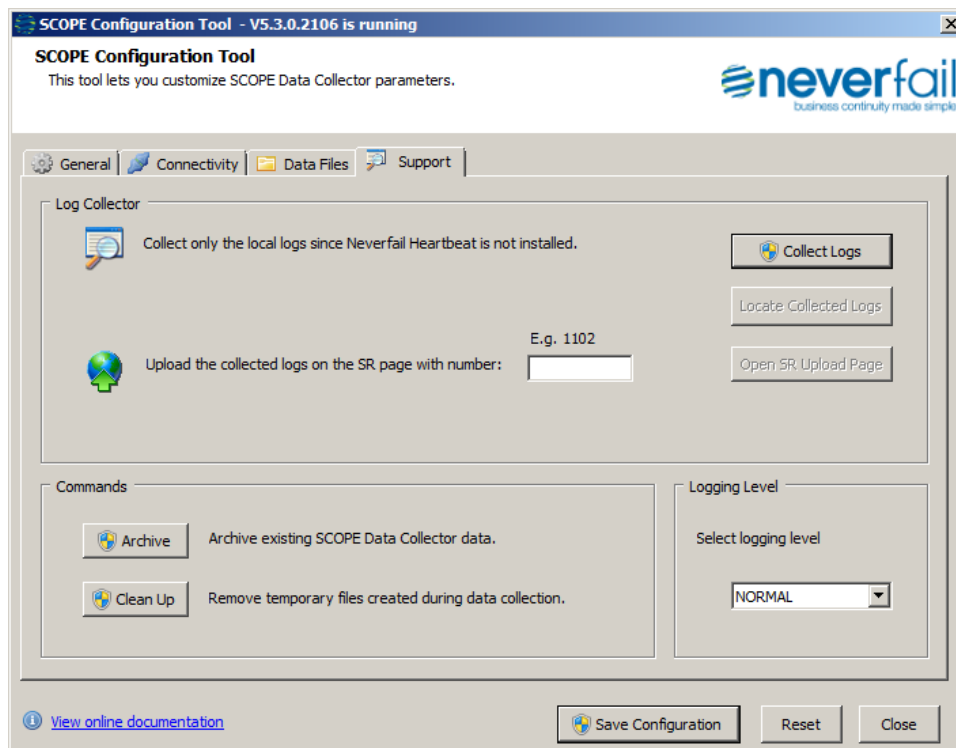 SCOPE Configuration Tool - V5.3.0.2106 is running
SCOPE Configuration Tool
This tool lets you customize SCOPE Data Collector parameters.
neverfail
business continuity made simple
General
Connectivity
Data Files
Support
Log Collector
Collect only the local logs since Neverfail Heartbeat is not installed.
Collect Logs
Locate Collected Logs
E.g. 1102
Upload the collected logs on the SR page with number:
Open SR Upload Page
Commands
Archive
Archive existing SCOPE Data Collector data.
Clean Up
Remove temporary files created during data collection.
Logging Level
Select logging level
NORMAL
View online documentation
Save Configuration
Reset
Close